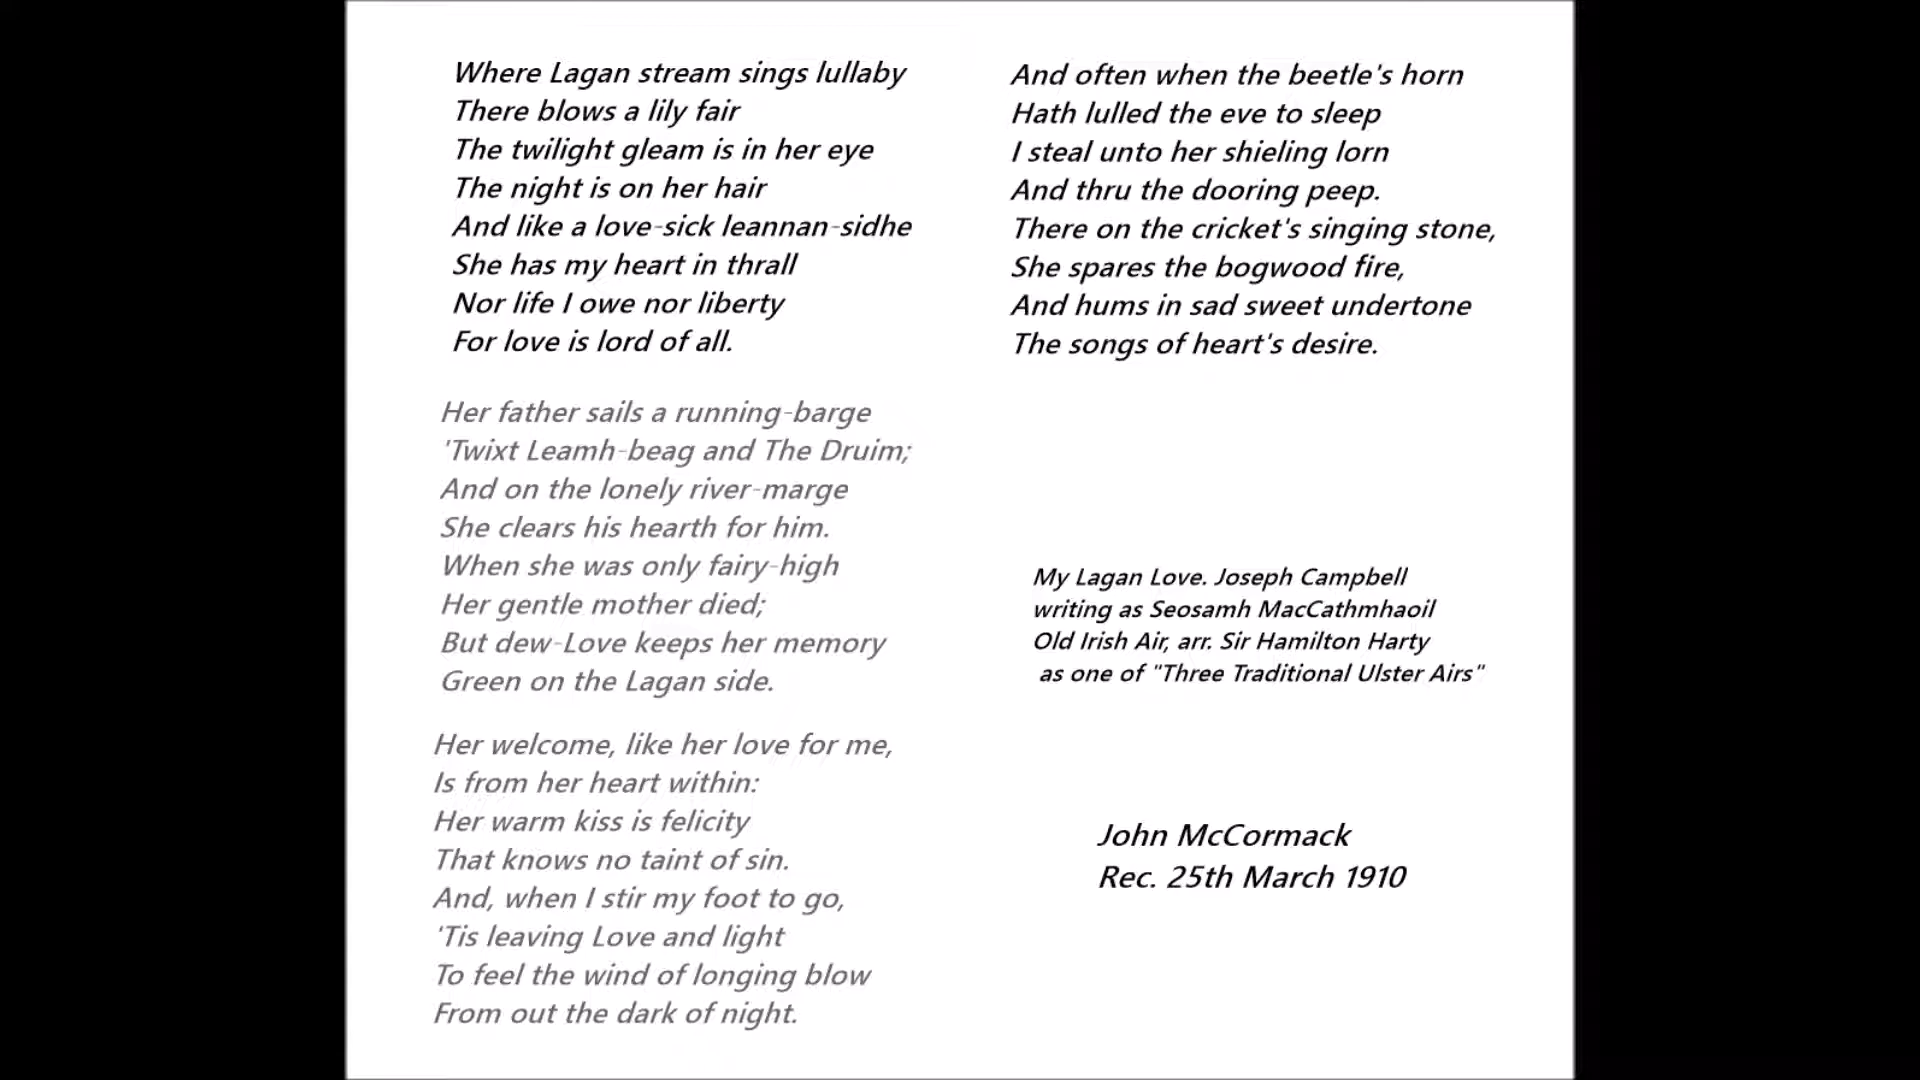 Where Lagan stream sings lullaby
There blows a lily fair
The twilight gleam is in her eye
The night is on her hair
And like a love-sick leannan-sidhe
She has my heart in thrall
Nor life I owe nor liberty
For love is lord of all.
Her father sails a running-barge
'Twixt Leamh-beag and The Druim;
And on the lonely river-marge
She clears his hearth for him.
When she was only fairy-high
Her gentle mother died;
But dew-Love keeps her memory
Green on the Lagan side.
Her welcome, like her love for me,
Is from her heart within:
Her warm kiss is felicity
That knows no taint of sin.
And, when I stir my foot to go,
'Tis leaving Love and light
To feel the wind of longing blow
From out the dark of night.
And often when the beetle's horn
Hath lulled the eve to sleep
I steal unto her shieling lorn
And thru the dooring peep.
There on the cricket's singing stone,
She spares the bogwood fire,
And hums in sad sweet undertone
The songs of heart's desire.
My Lagan Love. Joseph Campbell
writing as Seosamh MacCathmhaoil
Old Irish Air, arr. Sir Hamilton Harty
as one of "Three Traditional Ulster Airs"
John McCormack
Rec. 25th March 1910